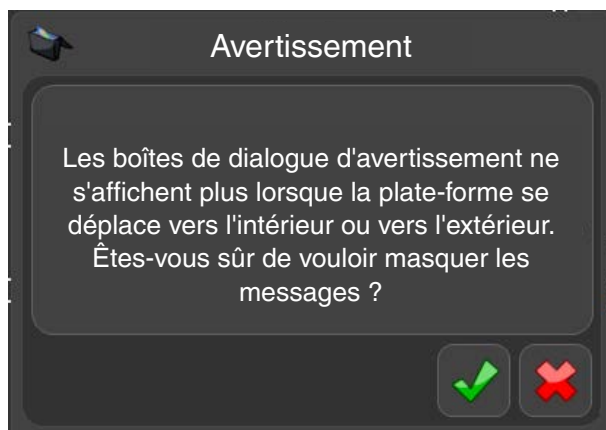 Avertissement
Les boîtes de dialogue d'avertissement ne
s'affichent plus lorsque la plate-forme se
déplace vers l'intérieur ou vers l'extérieur.
Êtes-vous sûr de vouloir masquer les
messages ?